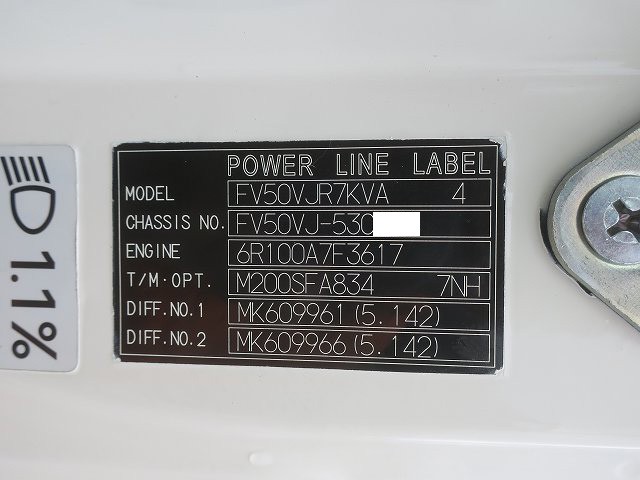 POWER LINE LABEL
MODEL FV50VJR7KVA 4
CHASSIS NO. FV50VJ-530
ENGINE 6R100A7F3617
T/M·OPT. M200SFA834 7NH
DIFF.NO.1 MK609961(5.142)
DIFF.NO.2 MK609966(5.142)
1.1%